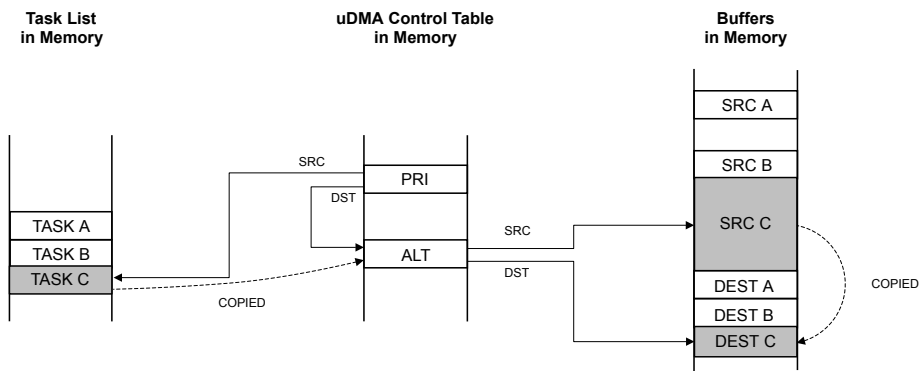 Task List
in Memory
uDMA Control Table
in Memory
Buffers
in Memory
SRC A
SRC B
SRC
PRI
DST
SRC C
TASK A
TASK B
TASK C
ALT
SRC
DST
COPIED
COPIED
DEST A
DEST B
DEST C